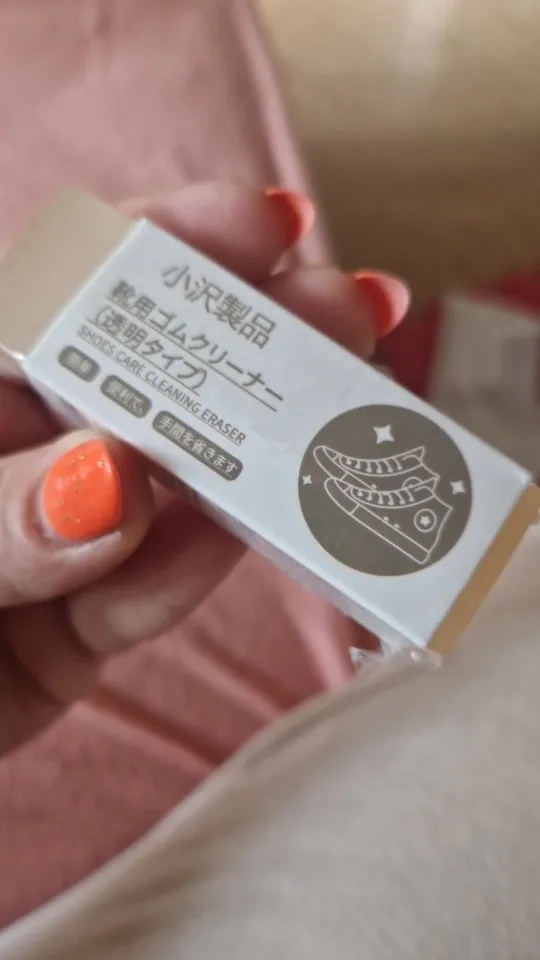 小沢製品
靴用ゴムクリーナー
(透明タイプ)
SHOES CARE CLEANING ERASER
簡単 便利で、 手間を省きます